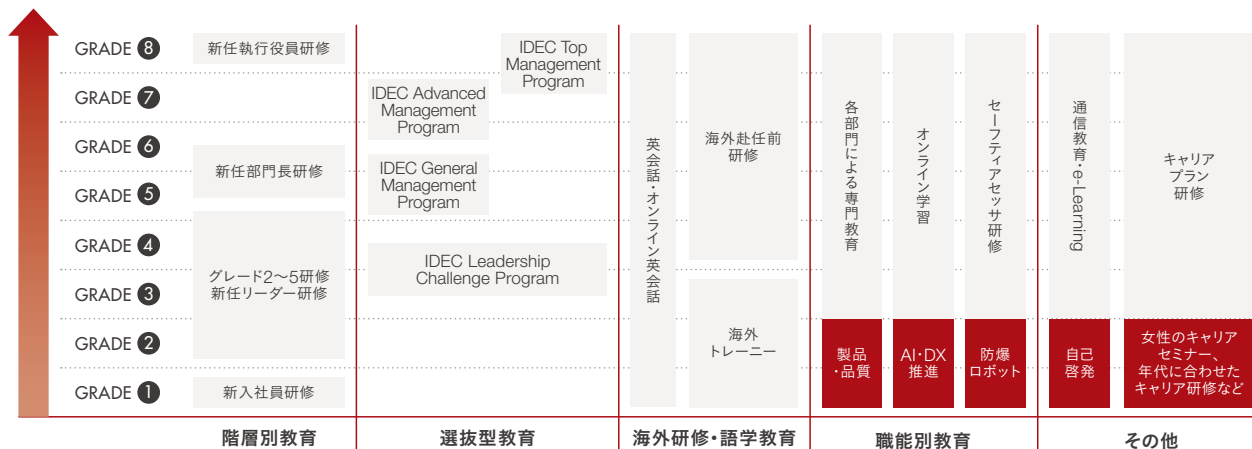 GRADE 8
GRADE 7
GRADE 6
GRADE 5
GRADE 4
GRADE 3
GRADE 2
GRADE 1
新任執行役員研修
新任部門長研修
グレード2〜5研修
新任リーダー研修
新入社員研修
階層別教育
IDEC Top
Management
Program
IDEC Advanced
Management
Program
IDEC General
Management
Program
IDEC Leadership
Challenge Program
選抜型教育
英会話・オンライン英会話
海外赴任前
研修
海外
トレーニー
海外研修・語学教育
各部門による専門教育
製品
・品質
オンライン学習
AI・DX
推進
セーフティアセッサ研修
防爆
ロボット
職能別教育
通信教育・e-Learning
自己
啓発
キャリア
プラン
研修
女性のキャリア
セミナー、
年代に合わせた
キャリア研修など
その他